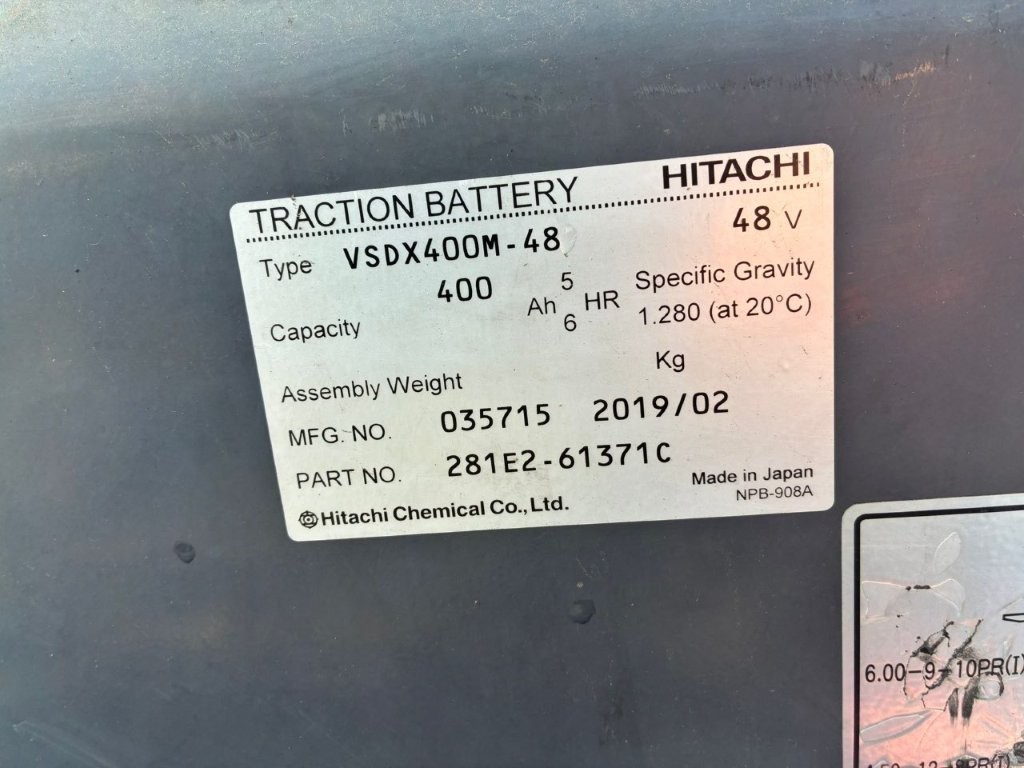 TRACTION BATTERY HITACHI
Type VSDX400M-48 48 V
Capacity 400 Ah 5 6 HR Specific Gravity
1.280 (at 20°C)
Assembly Weight Kg
MFG. NO. 035715 2019/02
PART NO. 281E2-61371C
Made in Japan
Hitachi Chemical Co., Ltd. NPB-908A
6.00-9-10PR(I)